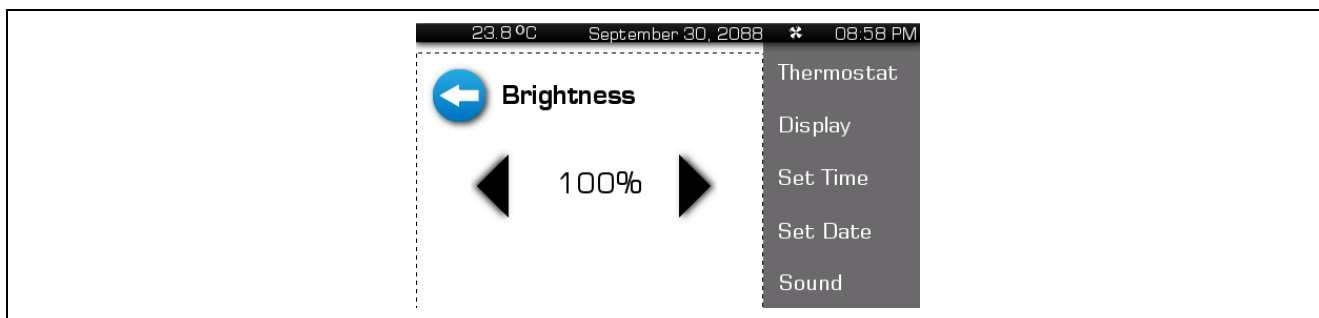 23.8 ºC September 30, 2088 08:58 PM
Brightness
100%
Thermostat
Display
Set Time
Set Date
Sound